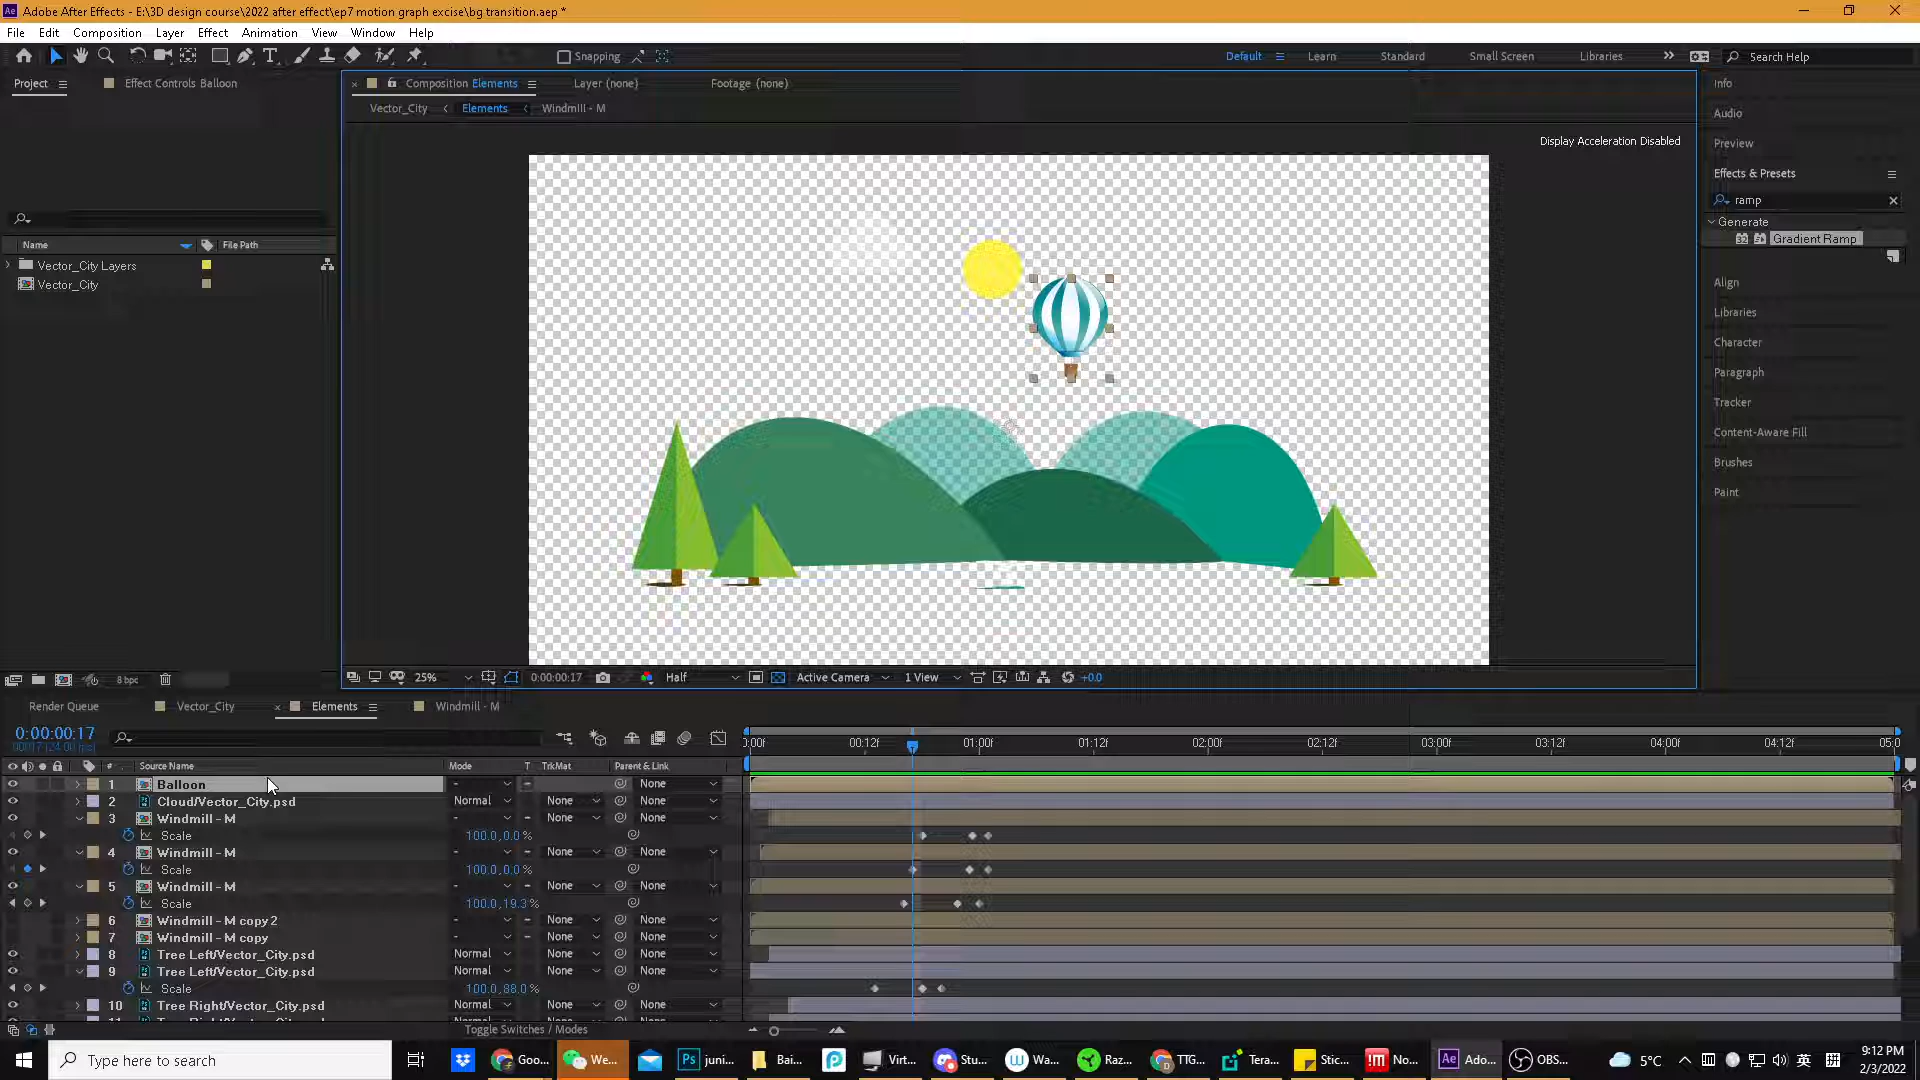 Adobe After Effects - E:\3D design course\2022 after effect\ep7 motion graph excise\bg transition.aep *
File Edit Composition Layer Effect Animation View Window Help
Snapping
Default Learn Standard Small Screen Libraries Search Help
Project Effect Controls Balloon
Composition Elements Layer (none) Footage (none)
Vector_City Elements Windmill - M
Display Acceleration Disabled
Name File Path
Vector_City Layers
Vector_City
Info
Audio
Preview
Effects & Presets
ramp
Generate
Gradient Ramp
Align
Libraries
Character
Paragraph
Tracker
Content-Aware Fill
Brushes
Paint
8 bpc
25% 0:00:00:17 Half Active Camera 1 View +0.0
Render Queue Vector_City Elements Windmill - M
0:00:00:17
00017 (24.00 fps)
0:00f 00:12f 01:00f 01:12f 02:00f 02:12f 03:00f 03:12f 04:00f 04:12f 05:0
# Source Name Mode T TrkMat Parent & Link
1 Balloon - None
2 Cloud/Vector_City.psd Normal None None
3 Windmill - M - None None
Scale 100.0,0.0%
4 Windmill - M - None None
Scale 100.0,0.0%
5 Windmill - M - None None
Scale 100.0,19.3%
6 Windmill - M copy 2 - None None
7 Windmill - M copy - None None
8 Tree Left/Vector_City.psd Normal None None
9 Tree Left/Vector_City.psd Normal None None
Scale 100.0,88.0%
10 Tree Right/Vector_City.psd Normal None None
Toggle Switches / Modes
Type here to search
Goo... We... juni... Bai... Virt... Stu... Wa... Raz... TTG... Tera... Stic... No... Ado... OBS...
5°C
英
9:12 PM
2/3/2022